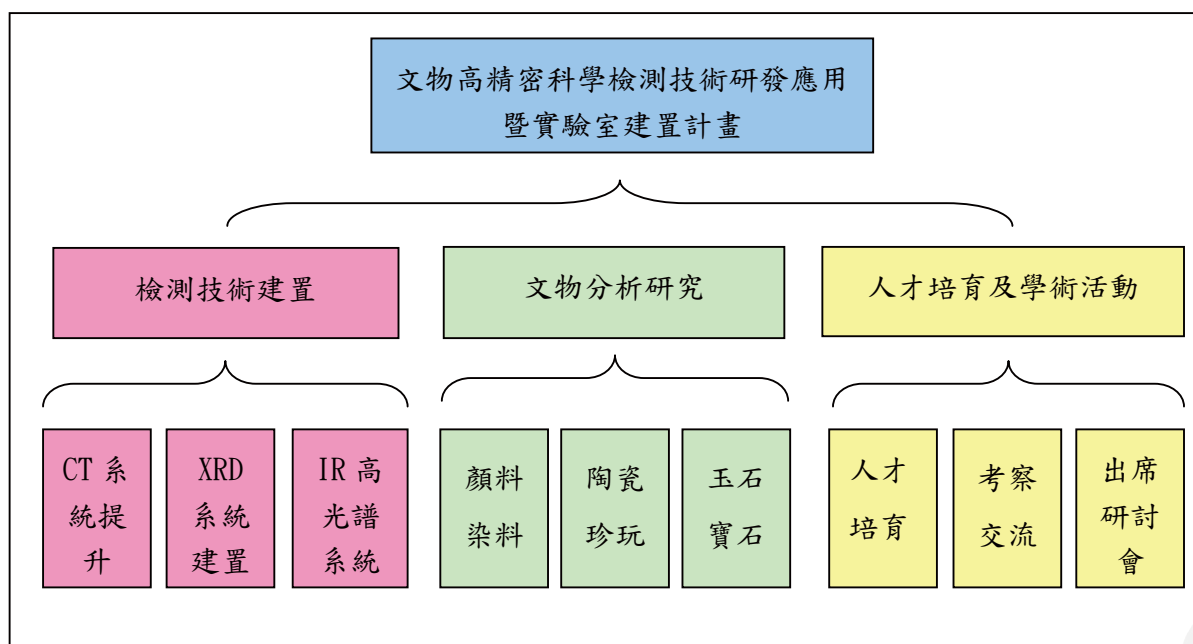 文物高精密科學檢測技術研發應用
暨實驗室建置計畫
檢測技術建置
文物分析研究
人才培育及學術活動
CT 系
統提
升
XRD
系統
建置
IR 高
光譜
系統
顏料
染料
陶瓷
珍玩
玉石
寶石
人才
培育
考察
交流
出席
研討
會